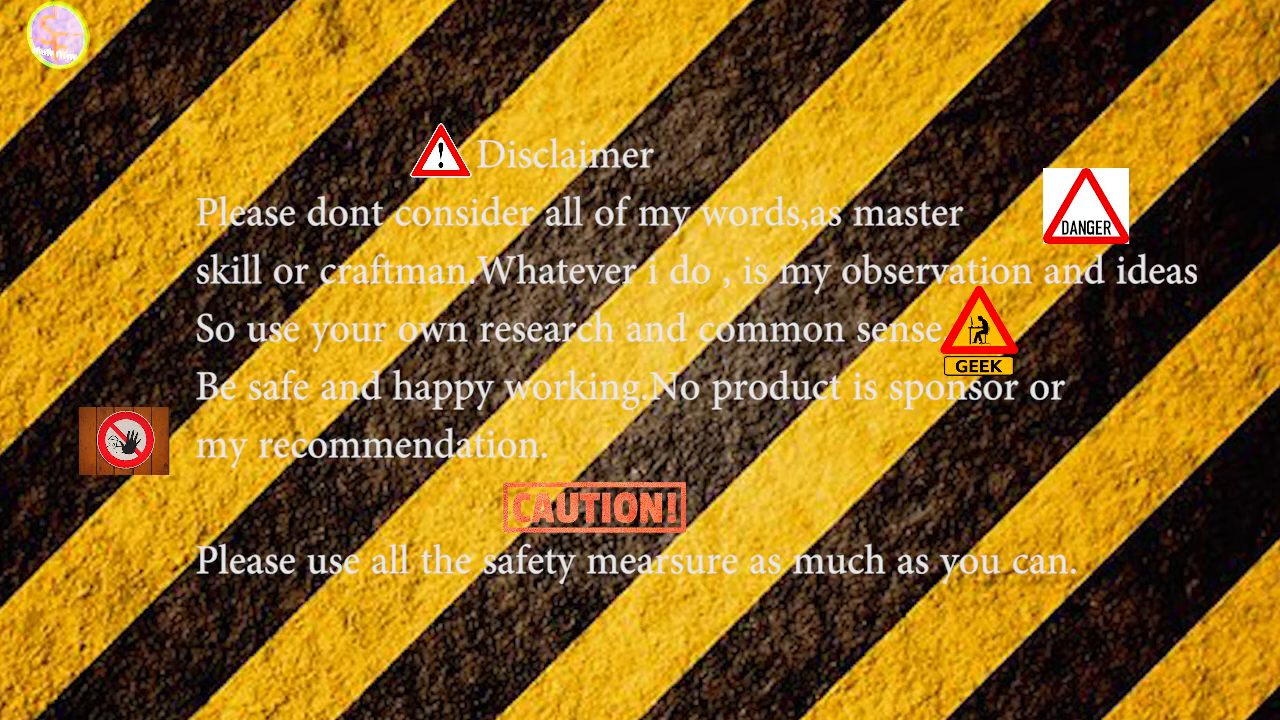 Disclaimer
Please dont consider all of my words,as master
DANGER
skill or craftman.Whatever i do , is my observation and ideas
So use your own research and common sense
GEEK
Be safe and happy working.No product is sponsor or
my recommendation.
CAUTION!
Please use all the safety mearsure as much as you can.